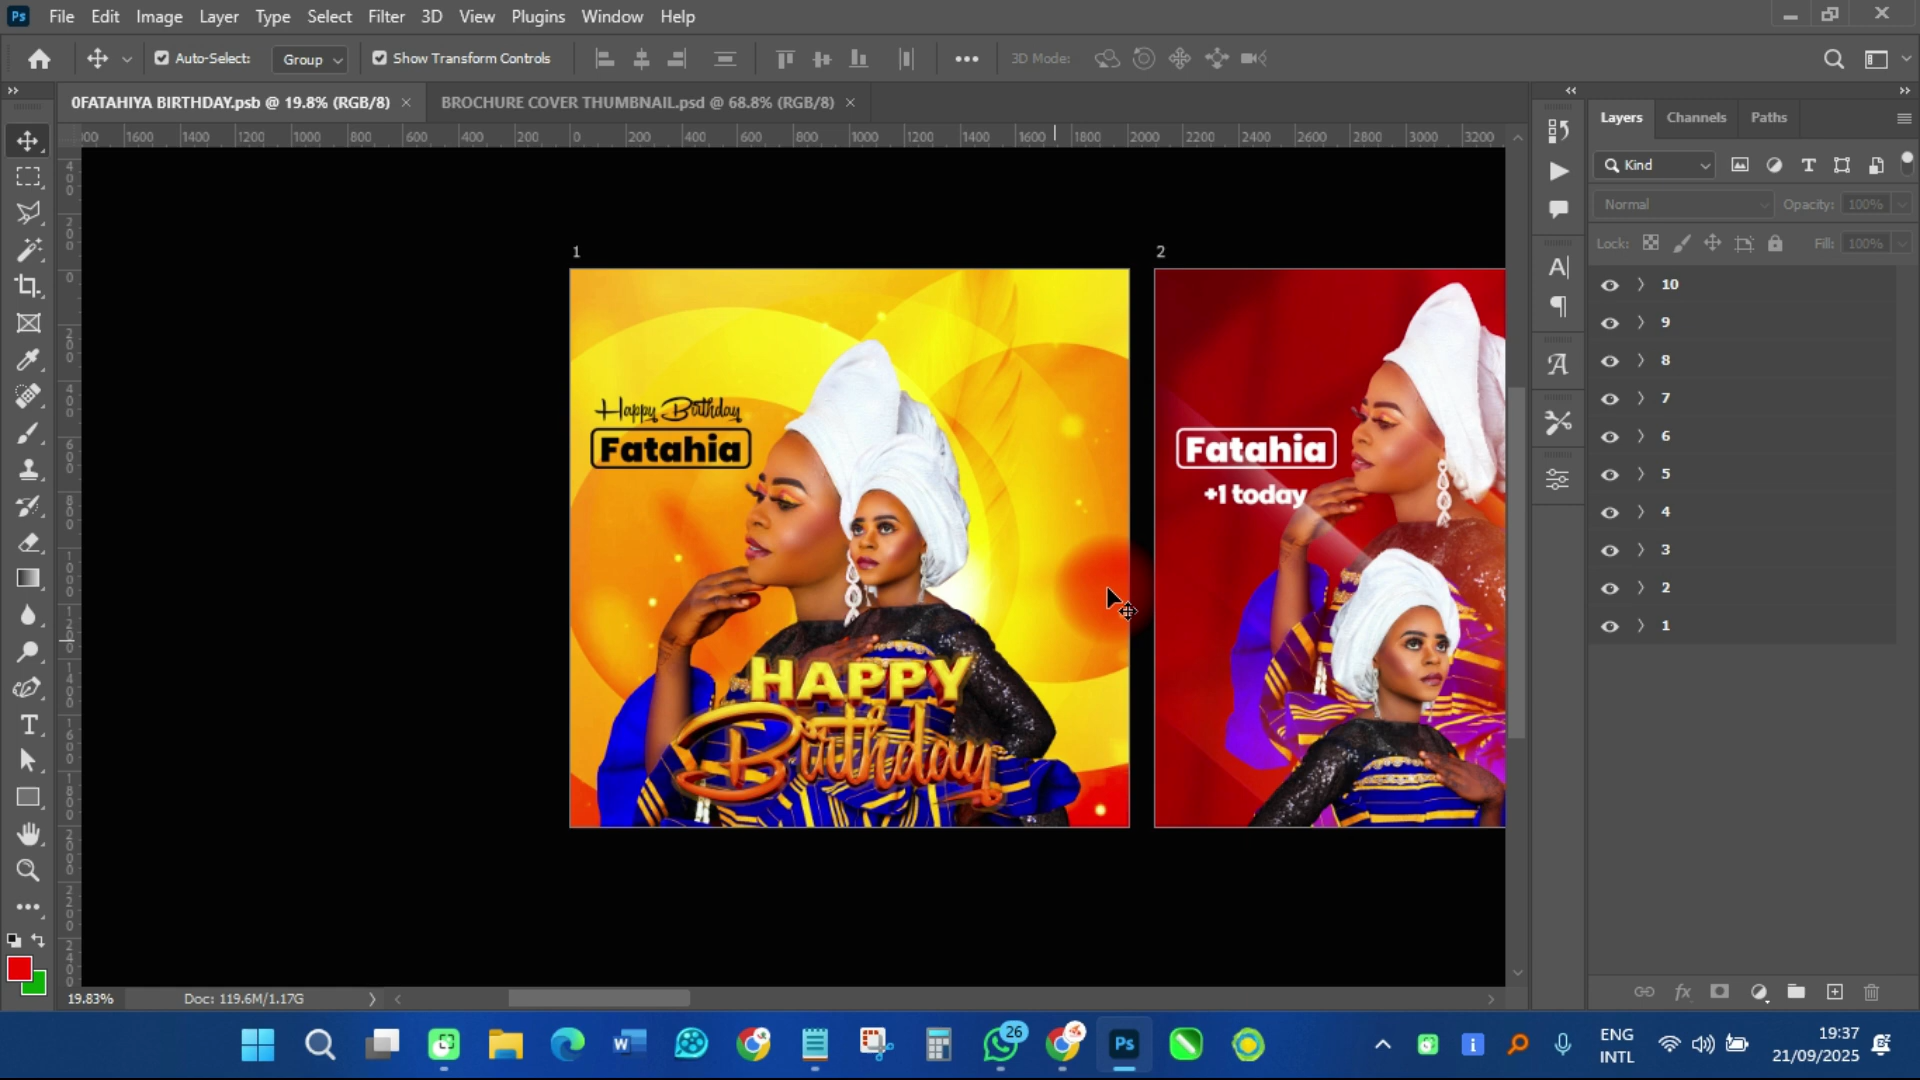 Ps File Edit Image Layer Type Select Filter 3D View Plugins Window Help
Auto-Select: Group Show Transform Controls 3D Mode:
0FATAHIYA BIRTHDAY.psb @ 19.8% (RGB/8) × BROCHURE COVER THUMBNAIL.psd @ 68.8% (RGB/8) ×
1600 1400 1200 1000 800 600 400 200 0 200 400 600 800 1000 1200 1400 1600 1800 2000 2200 2400 2600 2800 3000 3200
1
Happy Birthday
Fatahia
HAPPY
Birthday
2
Fatahia
+1 today
Layers Channels Paths
Kind
Normal Opacity: 100%
Lock: Fill: 100%
10
9
8
7
6
5
4
3
2
1
19.83% Doc: 119.6M/1.17G
26
Ps
ENG
INTL
19:37
21/09/2025